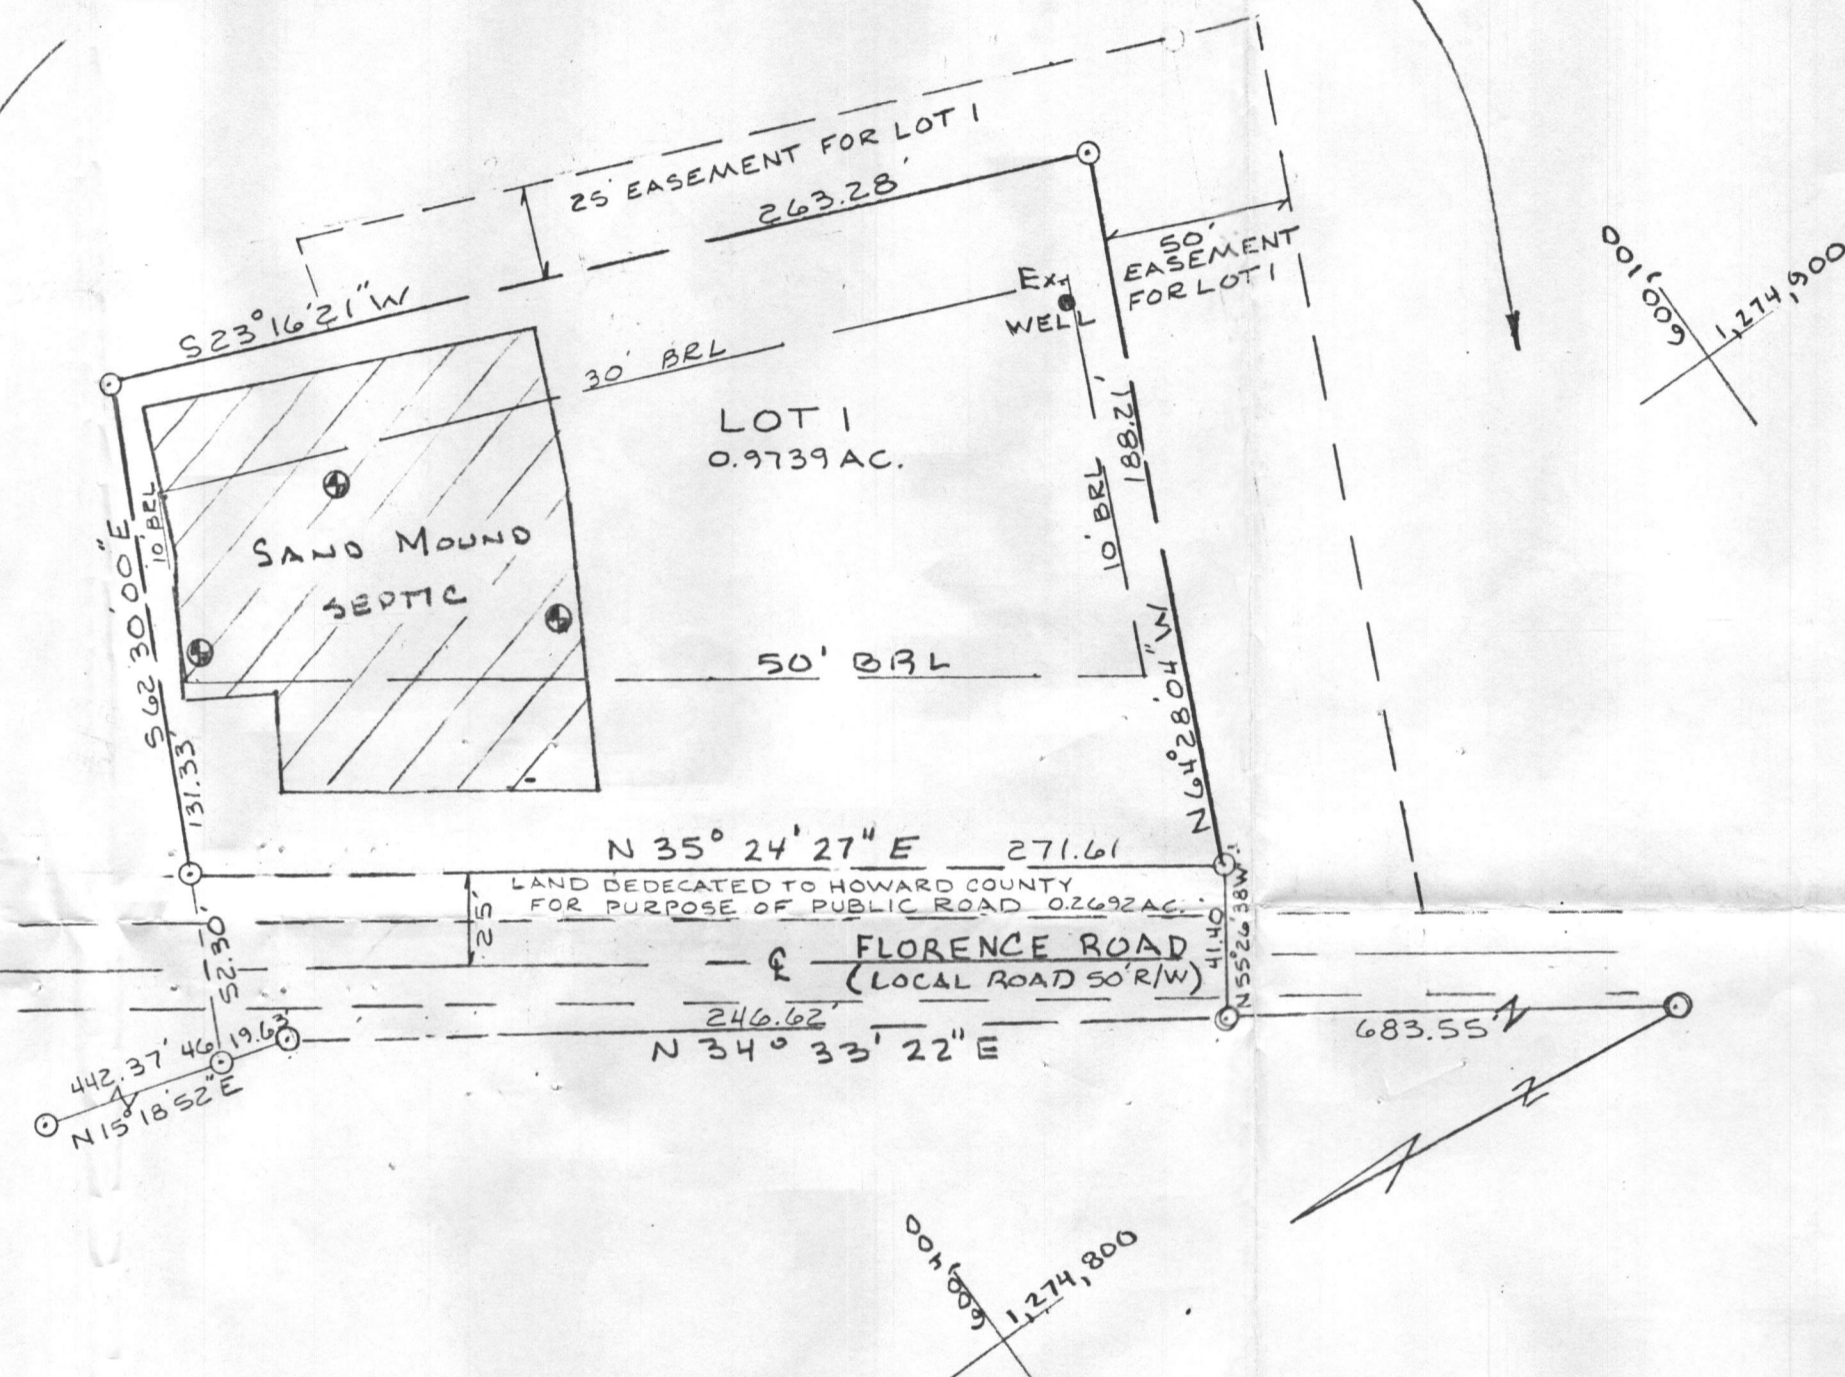 25' EASEMENT FOR LOT 1
263.28'
S23°16'21"W
50'
EASEMENT
FOR LOT 1
Ex.
WELL
30' BRL
LOT 1
0.9739 AC.
600,100
1,274,900
188.21'
10' BRL
10' BRL
SAND MOUND
SEPTIC
S 62 30'00"E
131.33'
50' BRL
N64°28'04"W
N 35° 24' 27" E
271.61
LAND DEDECATED TO HOWARD COUNTY
FOR PURPOSE OF PUBLIC ROAD 0.2692 AC.
25'
52.30'
FLORENCE ROAD
(LOCAL ROAD 50'R/W)
41.40
N55°26'38W
246.62'
N 34° 33' 22" E
683.55'
19.63'
46
442.37'
N15°18'52"E
600,400
1,274,800